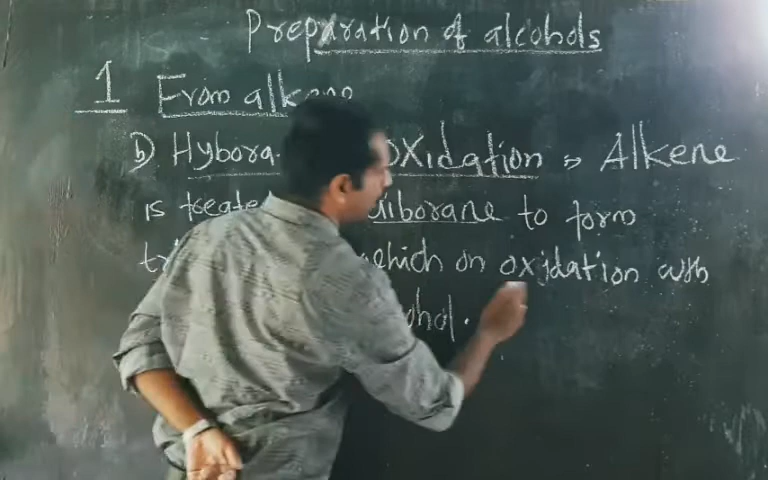 Preparation of alcohols
1 From alkene
b) Hybora oxidation => Alkene
is treate diborane to form
tri which on oxidation with
ohol.